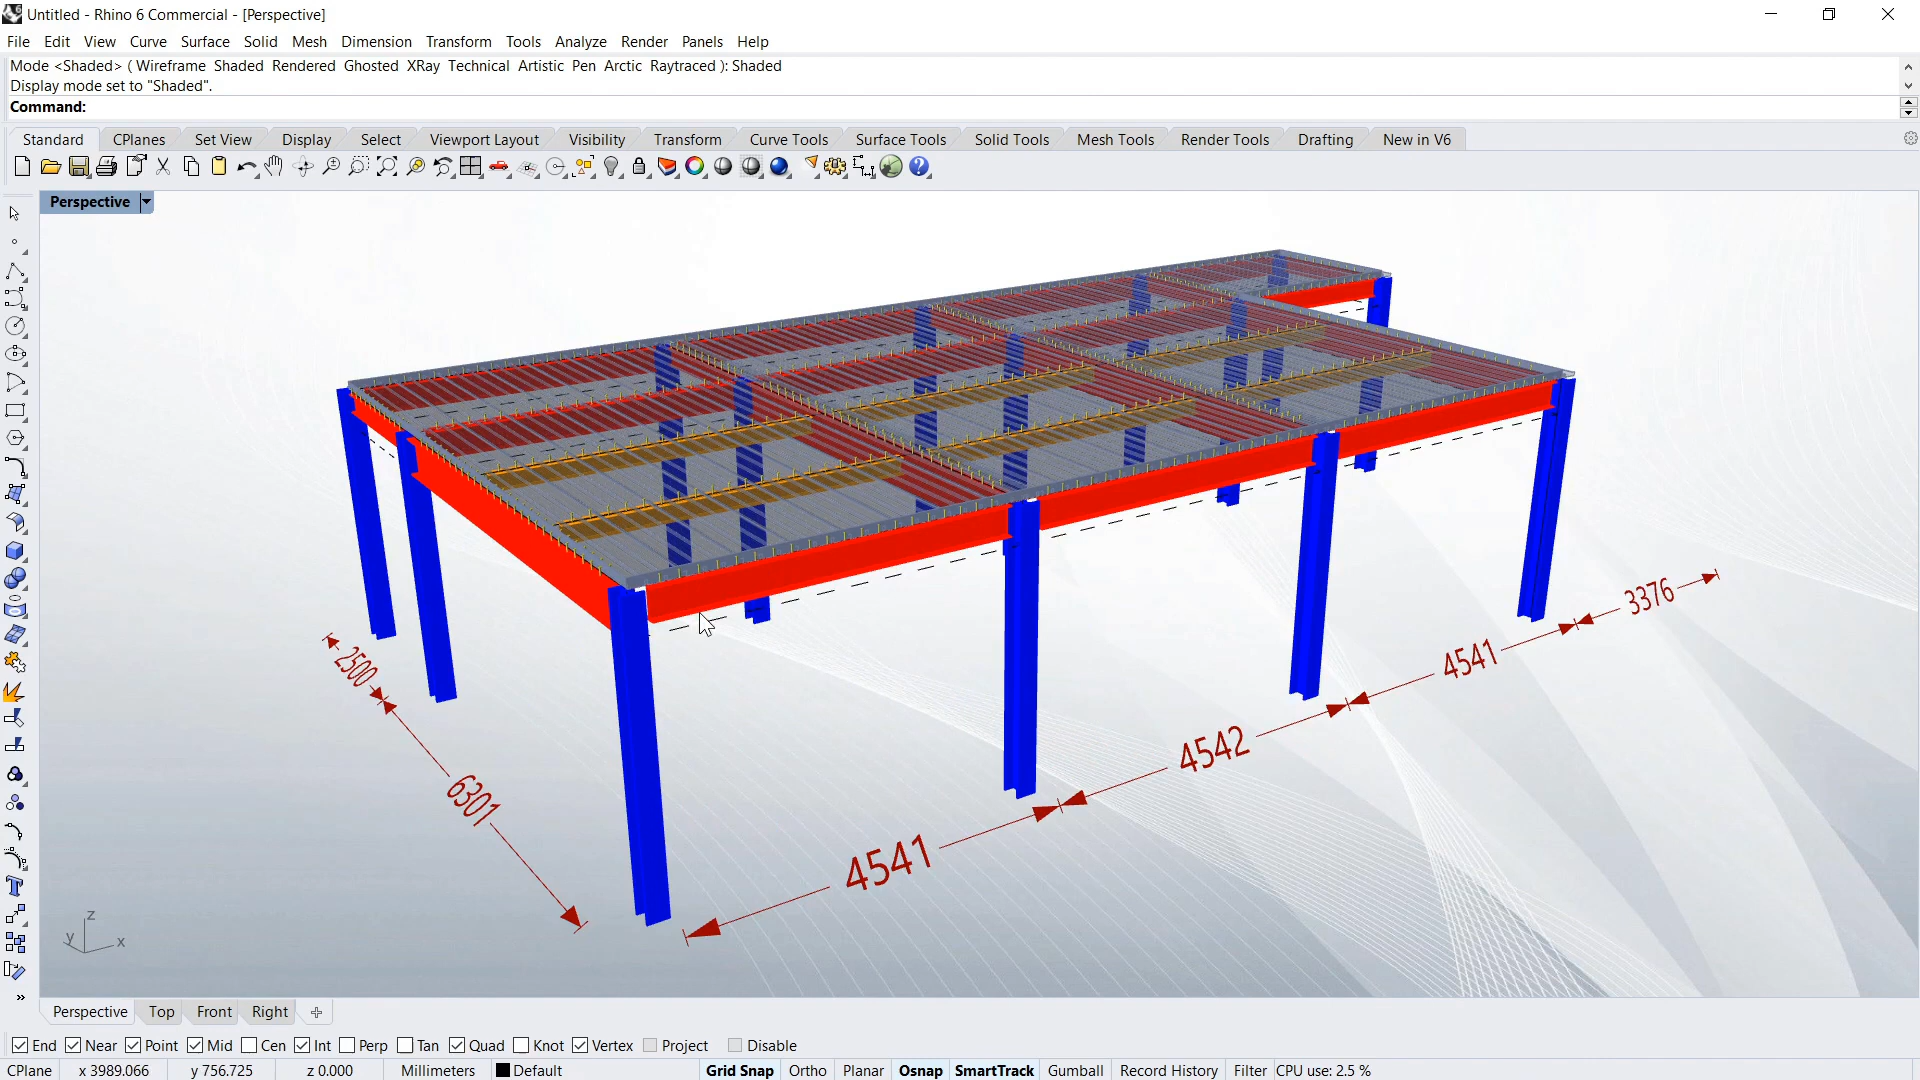 Untitled - Rhino 6 Commercial - [Perspective]
File Edit View Curve Surface Solid Mesh Dimension Transform Tools Analyze Render Panels Help
Mode <Shaded> ( Wireframe Shaded Rendered Ghosted XRay Technical Artistic Pen Arctic Raytraced ): Shaded
Display mode set to "Shaded".
Command:
Standard CPlanes Set View Display Select Viewport Layout Visibility Transform Curve Tools Surface Tools Solid Tools Mesh Tools Render Tools Drafting New in V6
Perspective
3376
4541
2500
4542
6301
4541
z
y x
Perspective Top Front Right
End Near Point Mid Cen Int Perp Tan Quad Knot Vertex Project Disable
CPlane x 3989.066 y 756.725 z 0.000 Millimeters Default Grid Snap Ortho Planar Osnap SmartTrack Gumball Record History Filter CPU use: 2.5 %